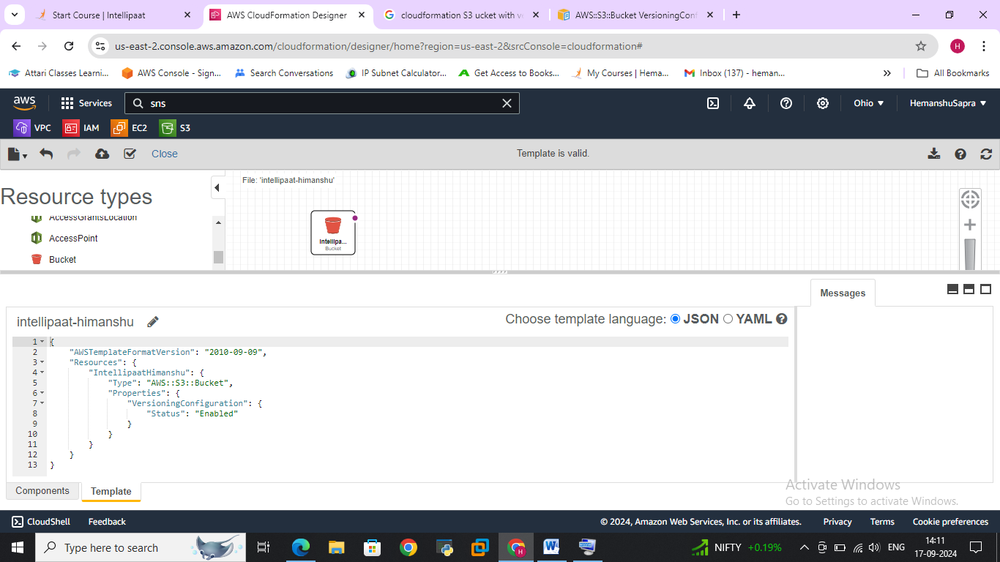 Start Course | Intellipaat
AWS CloudFormation Designer
cloudformation S3 ucket with v
AWS::S3::Bucket VersioningConf
us-east-2.console.aws.amazon.com/cloudformation/designer/home?region=us-east-2&srcConsole=cloudformation#
H
Attari Classes Learni...
AWS Console - Sign...
Search Conversations
IP Subnet Calculator...
Get Access to Books...
My Courses | Hema...
Inbox (137) - heman...
All Bookmarks
aws
Services
sns
Ohio
HemanshuSapra
VPC
IAM
EC2
S3
Close
Template is valid.
File: 'intellipaat-himanshu'
Resource types
AccessGrantsLocation
AccessPoint
Bucket
Intellipa...
Bucket
Messages
intellipaat-himanshu
Choose template language: JSON YAML
1 {
2 "AWSTemplateFormatVersion": "2010-09-09",
3 "Resources": {
4 "IntellipaatHimanshu": {
5 "Type": "AWS::S3::Bucket",
6 "Properties": {
7 "VersioningConfiguration": {
8 "Status": "Enabled"
9 }
10 }
11 }
12 }
13 }
Components
Template
Activate Windows
Go to Settings to activate Windows.
CloudShell
Feedback
© 2024, Amazon Web Services, Inc. or its affiliates.
Privacy
Terms
Cookie preferences
Type here to search
NIFTY +0.19%
ENG
14:11
17-09-2024